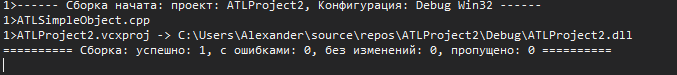 1>------ Сборка начата: проект: ATLProject2, Конфигурация: Debug Win32 ------
1>ATLSimpleObject.cpp
1>ATLProject2.vcxproj -> C:\Users\Alexander\source\repos\ATLProject2\Debug\ATLProject2.dll
========== Сборка: успешно: 1, с ошибками: 0, без изменений: 0, пропущено: 0 ==========